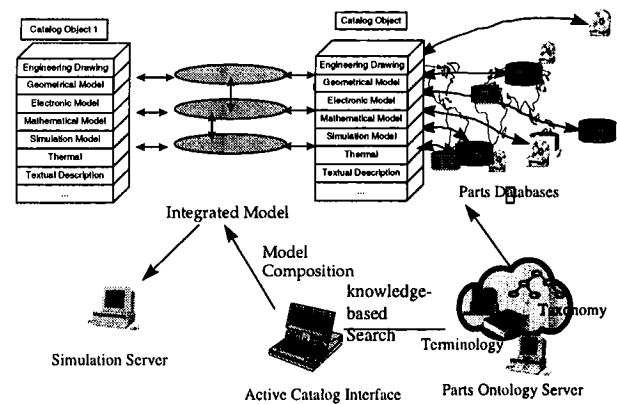 Catalog Object 1
Catalog Object
Engineering Drawing
Geometrical Model
Electronic Model
Mathematical Model
Simulation Model
Thermal
Textual Description
...
Engineering Drawing
Geometrical Model
Electronic Model
Mathematical Model
Simulation Model
Thermal
Textual Description
...
Parts Databases
Integrated Model
Model
Composition
knowledge-
based
Search
Taxonomy
Terminology
Simulation Server
Active Catalog Interface
Parts Ontology Server